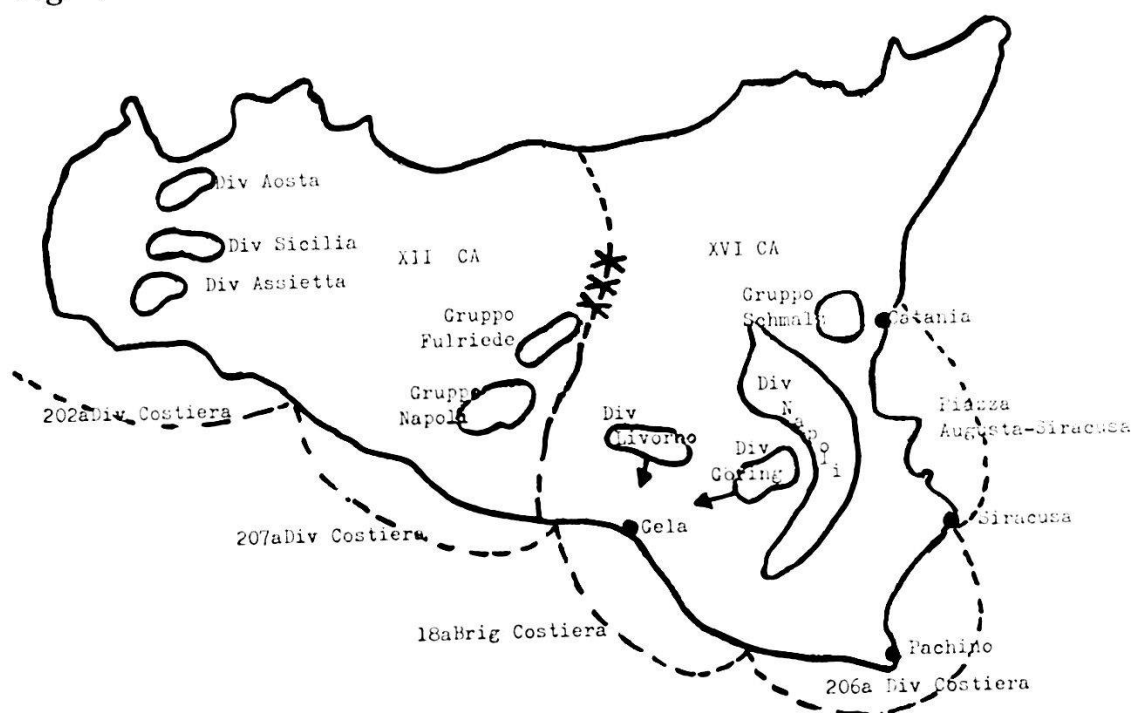 Div Aosta
Div Sicilia
Div Assietta
XII CA
XVI CA
Gruppo
Schmalz
Catania
Gruppo
Fulriede
Gruppo
Napoli
202aDiv Costiera
Div
Livorno
Div
Napoli
Div
Goring
Piazza
Augusta-Siracusa
Siracusa
Gela
207aDiv Costiera
18aBrig Costiera
Pachino
206a Div Costiera